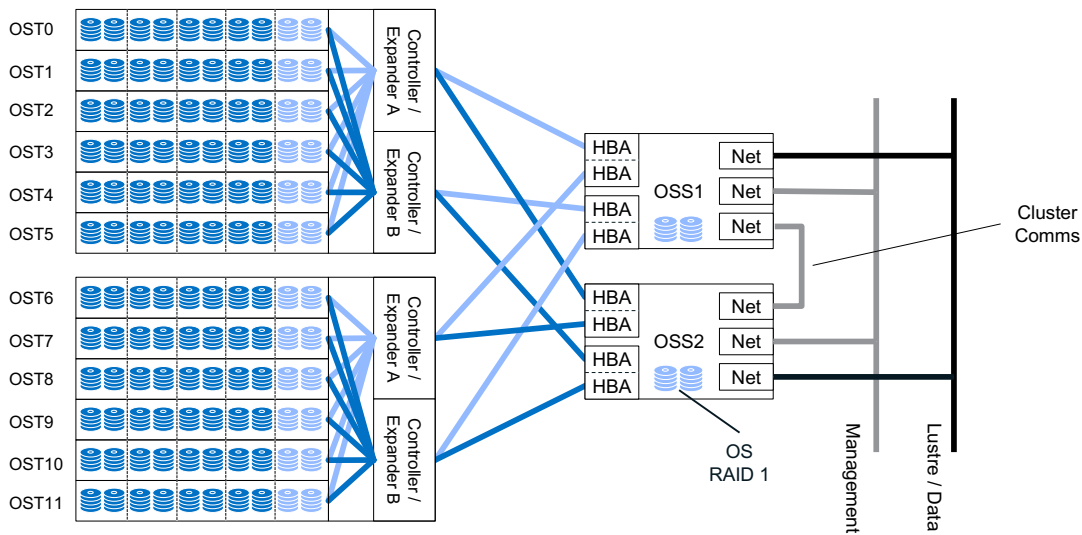 OST0
OST1
OST2
OST3
OST4
OST5
Controller /
Expander A
Controller /
Expander B
OST6
OST7
OST8
OST9
OST10
OST11
Controller /
Expander A
Controller /
Expander B
HBA
HBA
HBA
HBA
OSS1
Net
Net
Net
HBA
HBA
HBA
HBA
OSS2
Net
Net
Net
OS
RAID 1
Cluster
Comms
Management
Lustre / Data